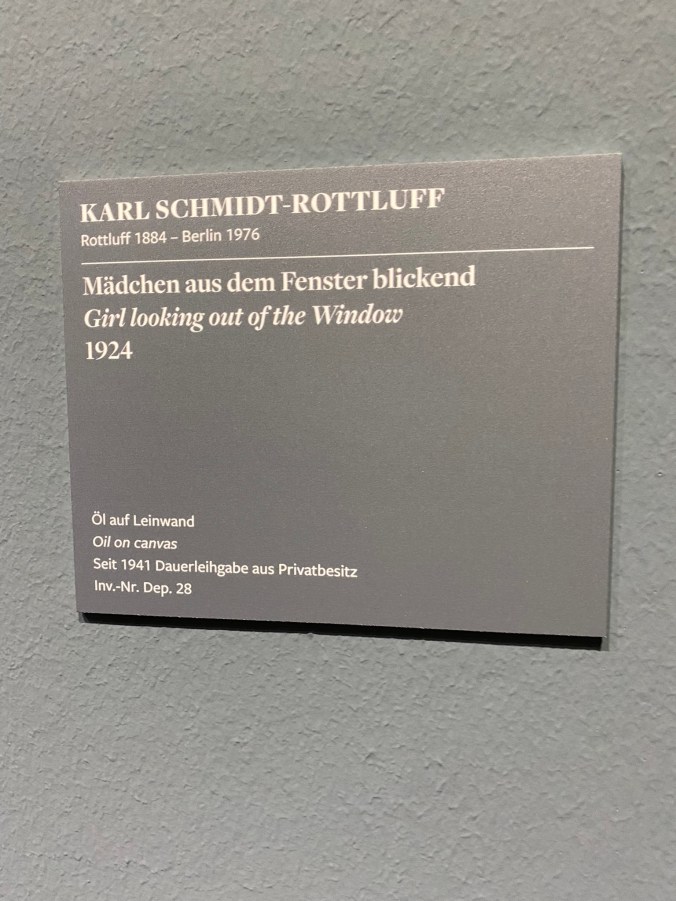 KARL SCHMIDT-ROTTLUFF
Rottluff 1884 – Berlin 1976
Mädchen aus dem Fenster blickend
Girl looking out of the Window
1924
Öl auf Leinwand
Oil on canvas
Seit 1941 Dauerleihgabe aus Privatbesitz
Inv.-Nr. Dep. 28